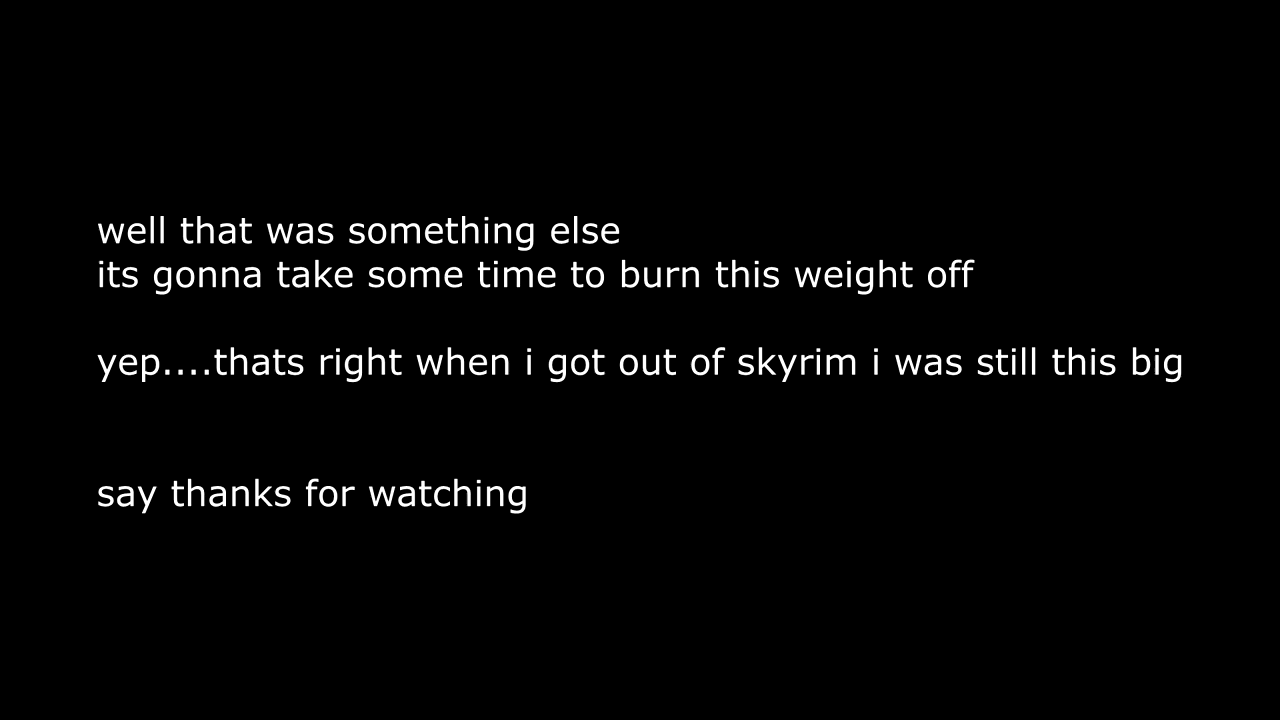 well that was something else
its gonna take some time to burn this weight off
yep....thats right when i got out of skyrim i was still this big
say thanks for watching